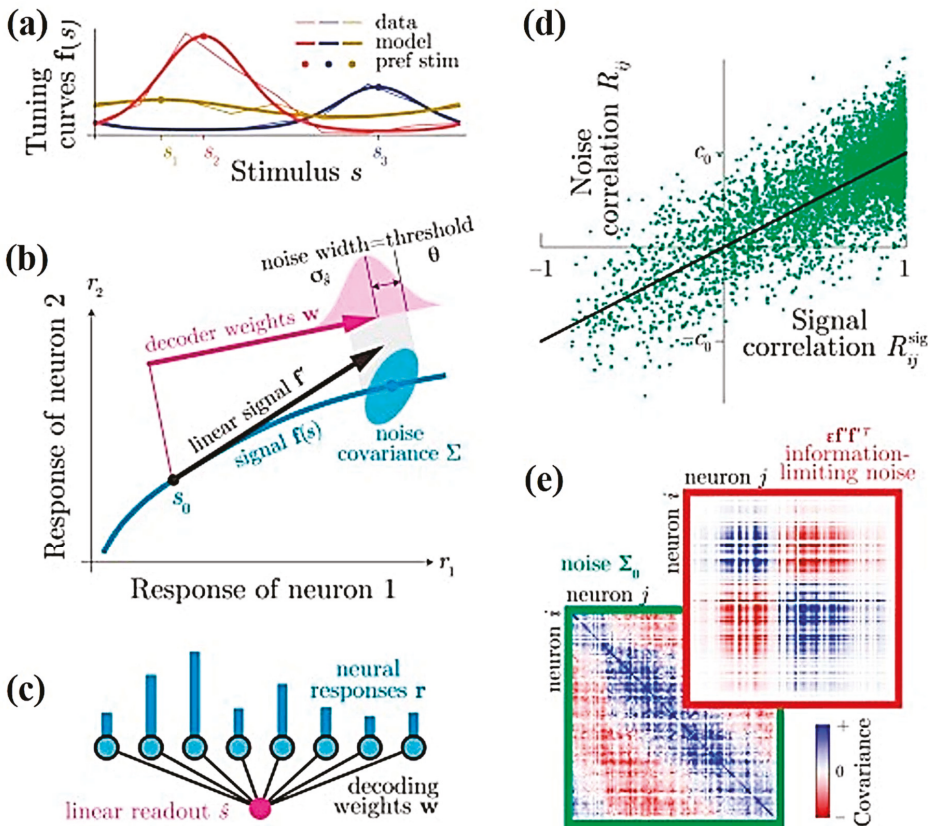 (a)
Tuning
curves f(s)
data
model
pref stim
s₁
s₂
s₃
Stimulus s
(b)
Response of neuron 2
r₂
noise width=threshold
σŝ
θ
decoder weights w
linear signal f′
signal f(s)
noise
covariance Σ
s₀
r₁
Response of neuron 1
(c)
neural
responses r
decoding
weights w
linear readout ŝ
(d)
Noise
correlation Rᵢⱼ
c₀
−1
1
−c₀
Signal
correlation Rᵢⱼˢⁱᵍ
(e)
εf′f′ᵀ
information-
limiting noise
neuron j
neuron i
noise Σ₀
neuron j
neuron i
+
0
−
Covariance